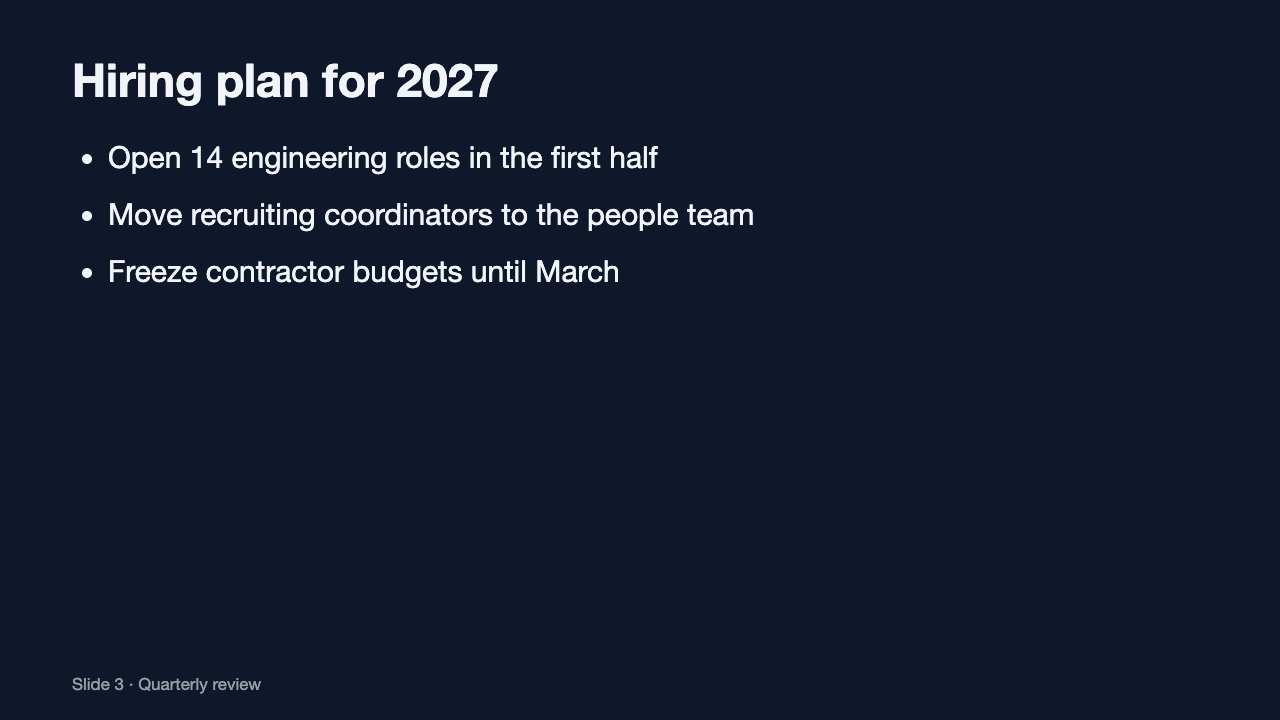 Hiring plan for 2027
• Open 14 engineering roles in the first half
• Move recruiting coordinators to the people team
• Freeze contractor budgets until March
Slide 3 · Quarterly review